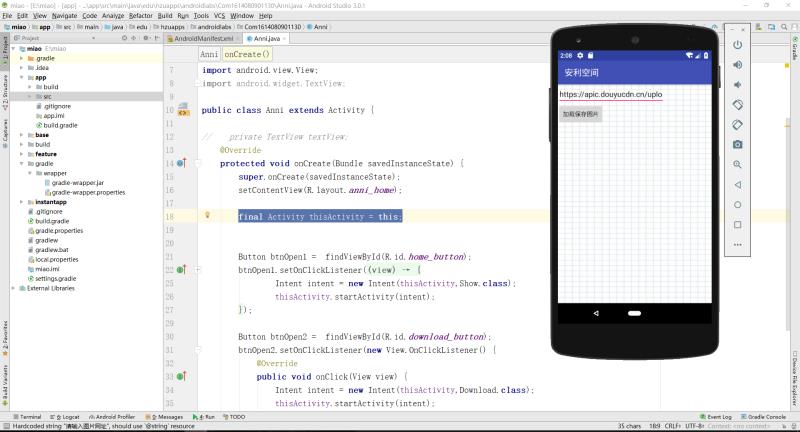 miao - [E:\miao] - [app] - ...\app\src\main\java\edu\hzuapps\androidlabs\Com1614080901130\Anni.java - Android Studio 3.0.1
File Edit View Navigate Code Analyze Refactor Build Run Tools VCS Window Help
miao app src main java edu hzuapps androidlabs Com1614080901130 Anni
Project
AndroidManifest.xml Anni.java
Anni onCreate()
miao E:\miao
.gradle
.idea
app
build
src
.gitignore
app.iml
build.gradle
base
build
feature
gradle
wrapper
gradle-wrapper.jar
gradle-wrapper.properties
instantapp
.gitignore
build.gradle
gradle.properties
gradlew
gradlew.bat
local.properties
miao.iml
settings.gradle
External Libraries
1: Project
7: Structure
Captures
2: Favorites
Build Variants
7 import android.view.View;
8 import android.widget.TextView;
9
10 public class Anni extends Activity {
11
12 // private TextView textView;
13 @Override
14 protected void onCreate(Bundle savedInstanceState) {
15 super.onCreate(savedInstanceState);
16 setContentView(R.layout.anni_home);
17
18 final Activity thisActivity = this;
19
20
21 Button btnOpen1 = findViewById(R.id.home_button);
22 btnOpen1.setOnClickListener((view) → {
25 Intent intent = new Intent(thisActivity,Show.class);
26 thisActivity.startActivity(intent);
27 });
29
30 Button btnOpen2 = findViewById(R.id.download_button);
31 btnOpen2.setOnClickListener(new View.OnClickListener() {
32 @Override
33 public void onClick(View view) {
34 Intent intent = new Intent(thisActivity,Download.class);
35 thisActivity.startActivity(intent);
2:08
安利空间
https://apic.douyucdn.cn/uplo
加载保存图片
Gradle
Device File Explorer
Terminal 6: Logcat Android Profiler 0: Messages 4: Run TODO
Event Log Gradle Console
Hardcoded string "请输入图片网址", should use `@string` resource
35 chars 18:9 CRLF UTF-8 Context: <no context>